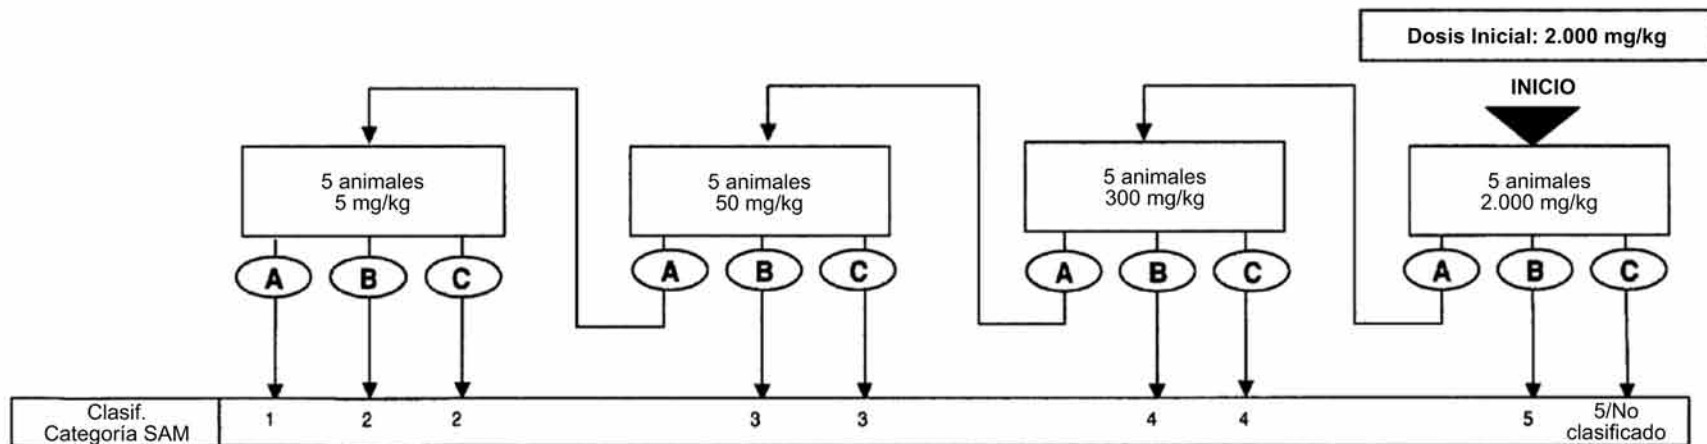 Dosis Inicial: 2.000 mg/kg
INICIO
5 animales
5 mg/kg
5 animales
50 mg/kg
5 animales
300 mg/kg
5 animales
2.000 mg/kg
A B C A B C A B C A B C
Clasif.
Categoría SAM
1 2 2 3 3 4 4 5 5/No
clasificado